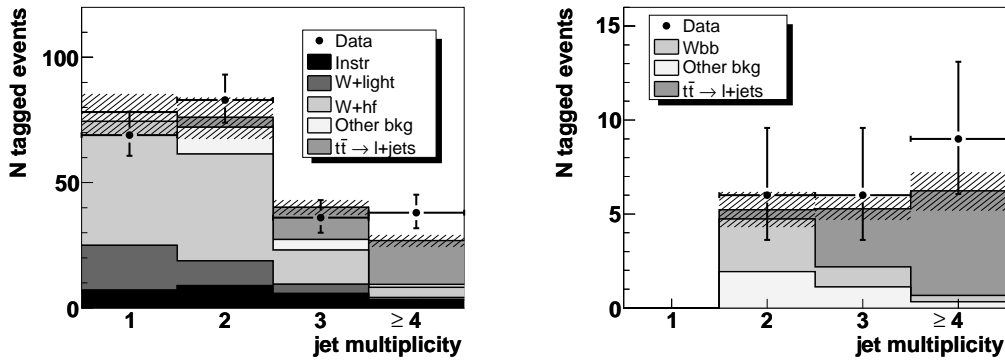 N tagged events
100
50
0
Data
Instr
W+light
W+hf
Other bkg
tt̄ → l+jets
1 2 3 ≥ 4
jet multiplicity
N tagged events
15
10
5
0
Data
Wbb
Other bkg
tt̄ → l+jets
1 2 3 ≥ 4
jet multiplicity